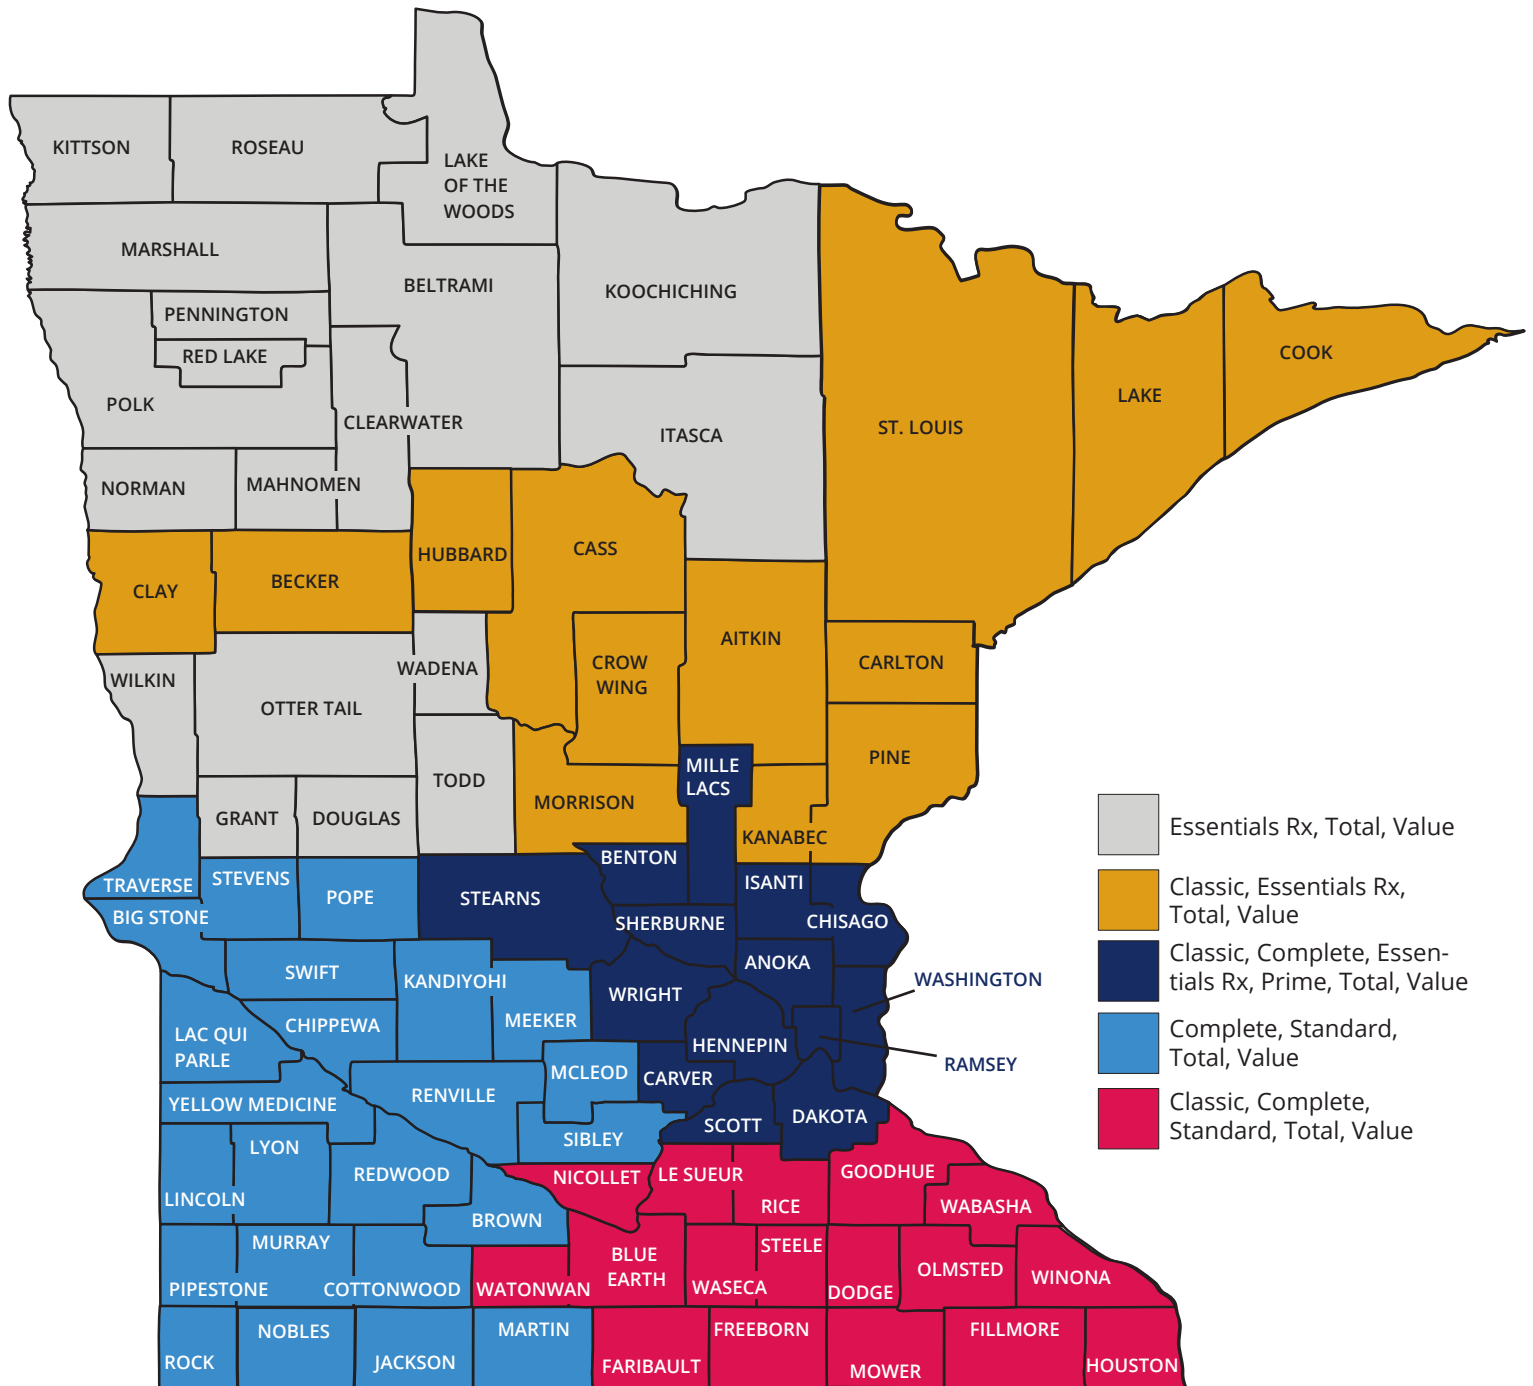 KITTSON
ROSEAU
LAKE
OF THE
WOODS
MARSHALL
BELTRAMI
KOOCHICHING
PENNINGTON
RED LAKE
COOK
LAKE
POLK
CLEARWATER
ITASCA
ST. LOUIS
NORMAN
MAHNOMEN
HUBBARD
CASS
CLAY
BECKER
AITKIN
WADENA
CROW
WING
CARLTON
WILKIN
OTTER TAIL
PINE
TODD
MILLE
LACS
MORRISON
GRANT
DOUGLAS
KANABEC
BENTON
TRAVERSE
STEVENS
POPE
STEARNS
ISANTI
BIG STONE
SHERBURNE
CHISAGO
SWIFT
KANDIYOHI
ANOKA
WASHINGTON
WRIGHT
LAC QUI
PARLE
CHIPPEWA
MEEKER
HENNEPIN
RAMSEY
MCLEOD
CARVER
YELLOW MEDICINE
RENVILLE
SCOTT
DAKOTA
LYON
SIBLEY
REDWOOD
NICOLLET
LE SUEUR
GOODHUE
LINCOLN
BROWN
RICE
WABASHA
MURRAY
BLUE
EARTH
STEELE
PIPESTONE
COTTONWOOD
WATONWAN
WASECA
DODGE
OLMSTED
WINONA
NOBLES
MARTIN
FREEBORN
FILLMORE
ROCK
JACKSON
FARIBAULT
MOWER
HOUSTON
Essentials Rx, Total, Value
Classic, Essentials Rx,
Total, Value
Classic, Complete, Essen-
tials Rx, Prime, Total, Value
Complete, Standard,
Total, Value
Classic, Complete,
Standard, Total, Value